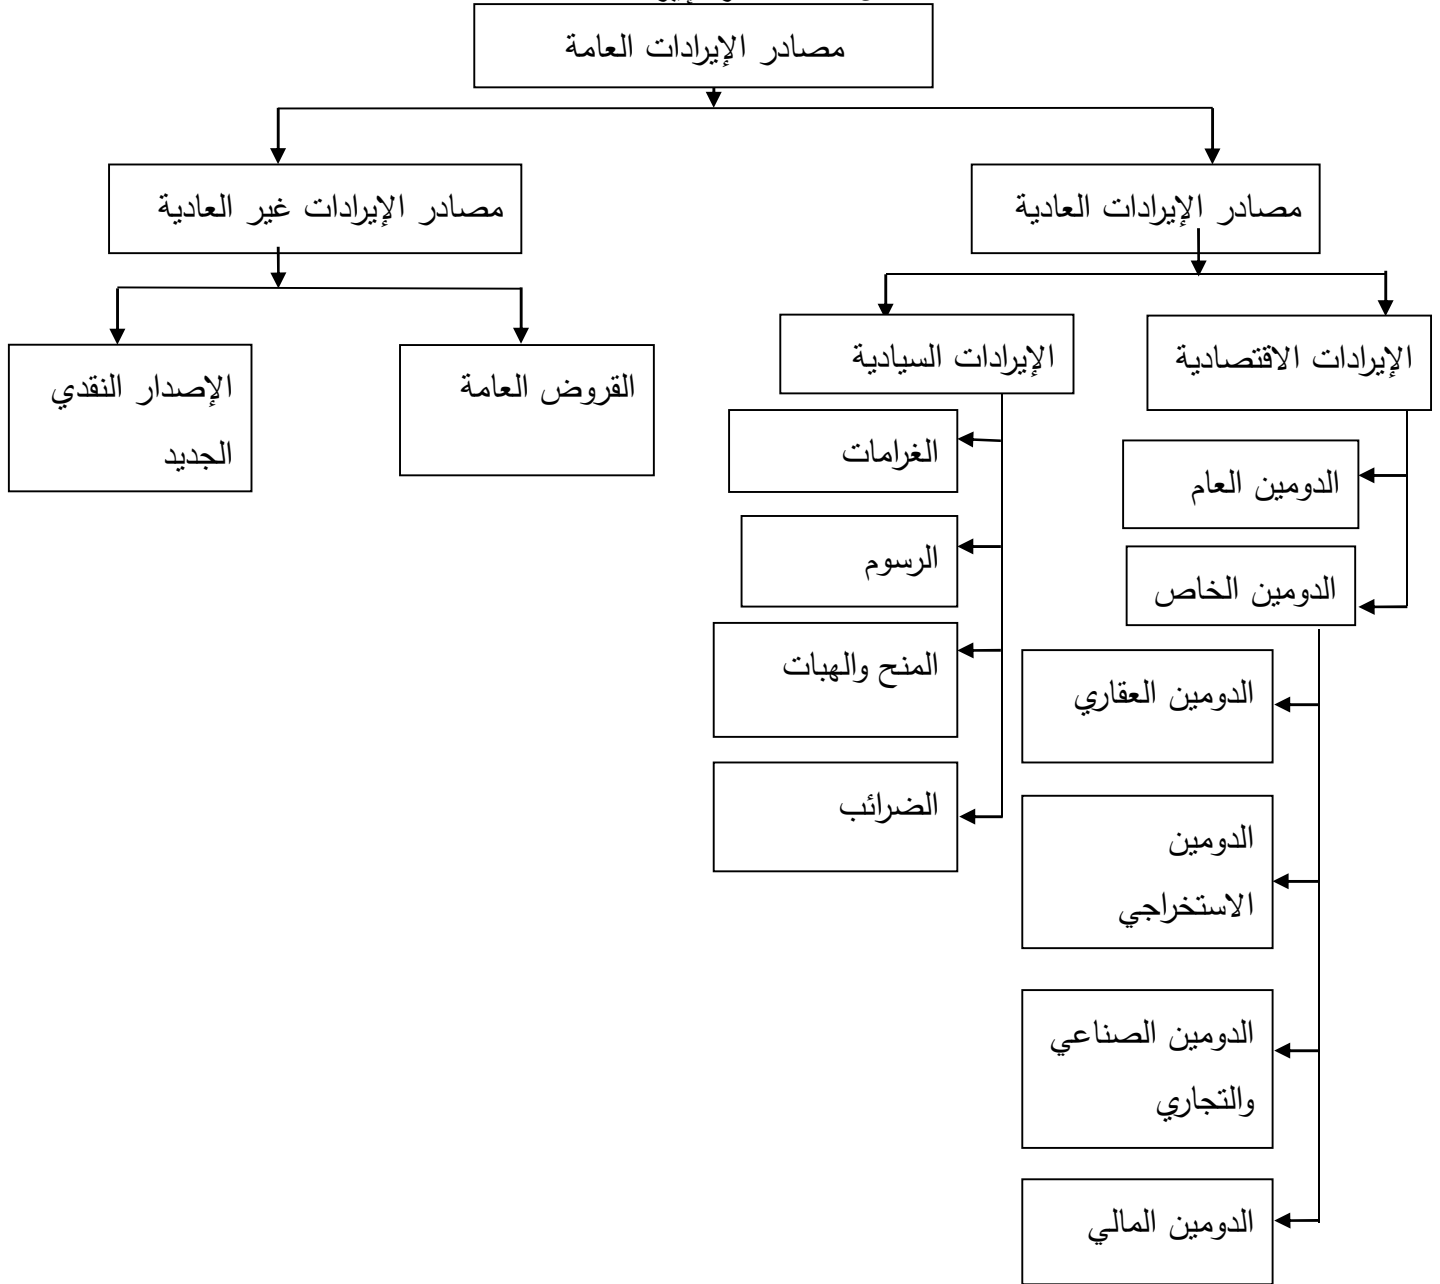 مصادر الإيرادات العامة
مصادر الإيرادات العادية
مصادر الإيرادات غير العادية
الإيرادات الاقتصادية
الإيرادات السيادية
القروض العامة
الإصدار النقدي
الجديد
الدومين العام
الدومين الخاص
الدومين العقاري
الدومين
الاستخراجي
الدومين الصناعي
والتجاري
الدومين المالي
الغرامات
الرسوم
المنح والهبات
الضرائب